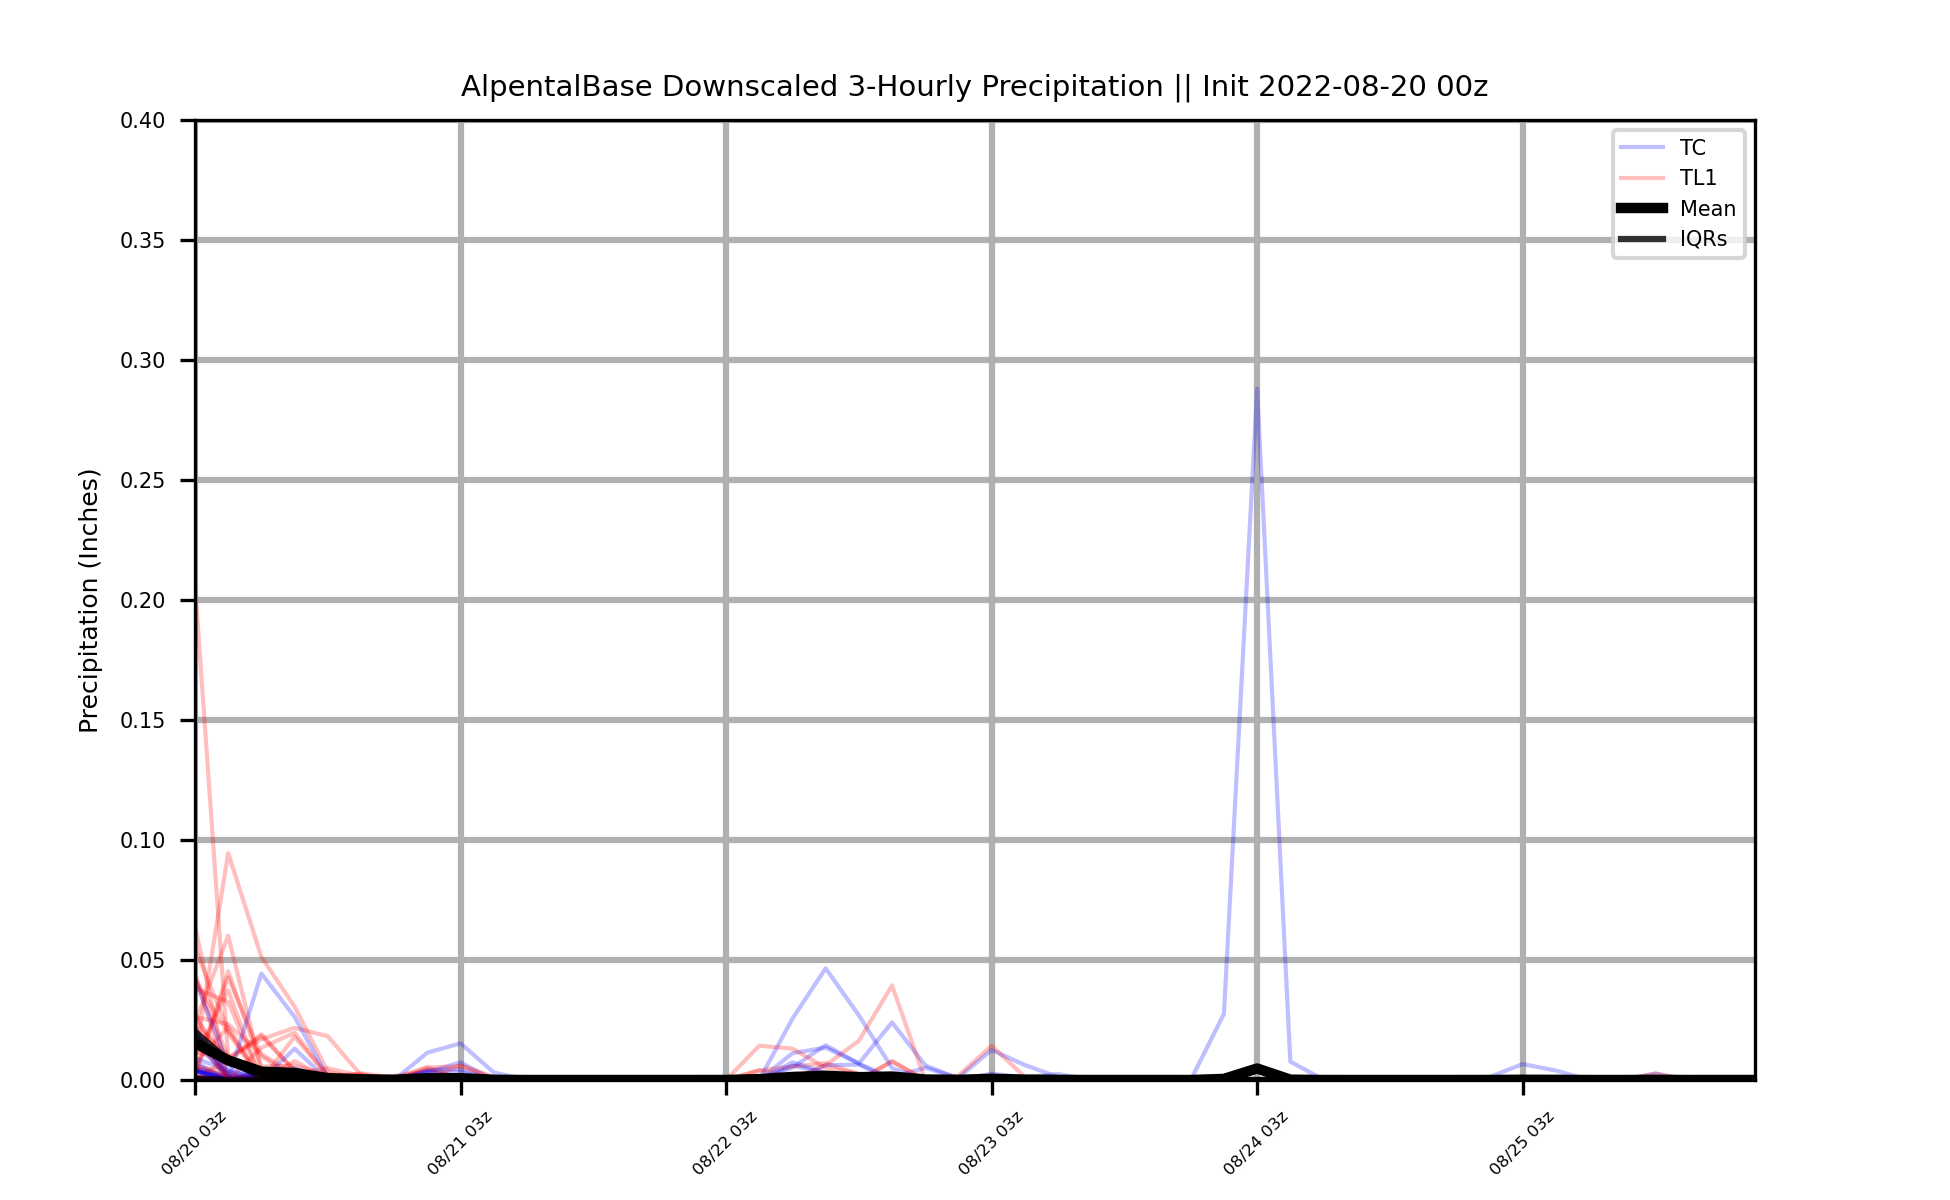 AlpentalBase Downscaled 3-Hourly Precipitation || Init 2022-08-20 00z
Precipitation (Inches)
0.40
0.35
0.30
0.25
0.20
0.15
0.10
0.05
0.00
TC
TL1
Mean
IQRs
08/20 03z
08/21 03z
08/22 03z
08/23 03z
08/24 03z
08/25 03z